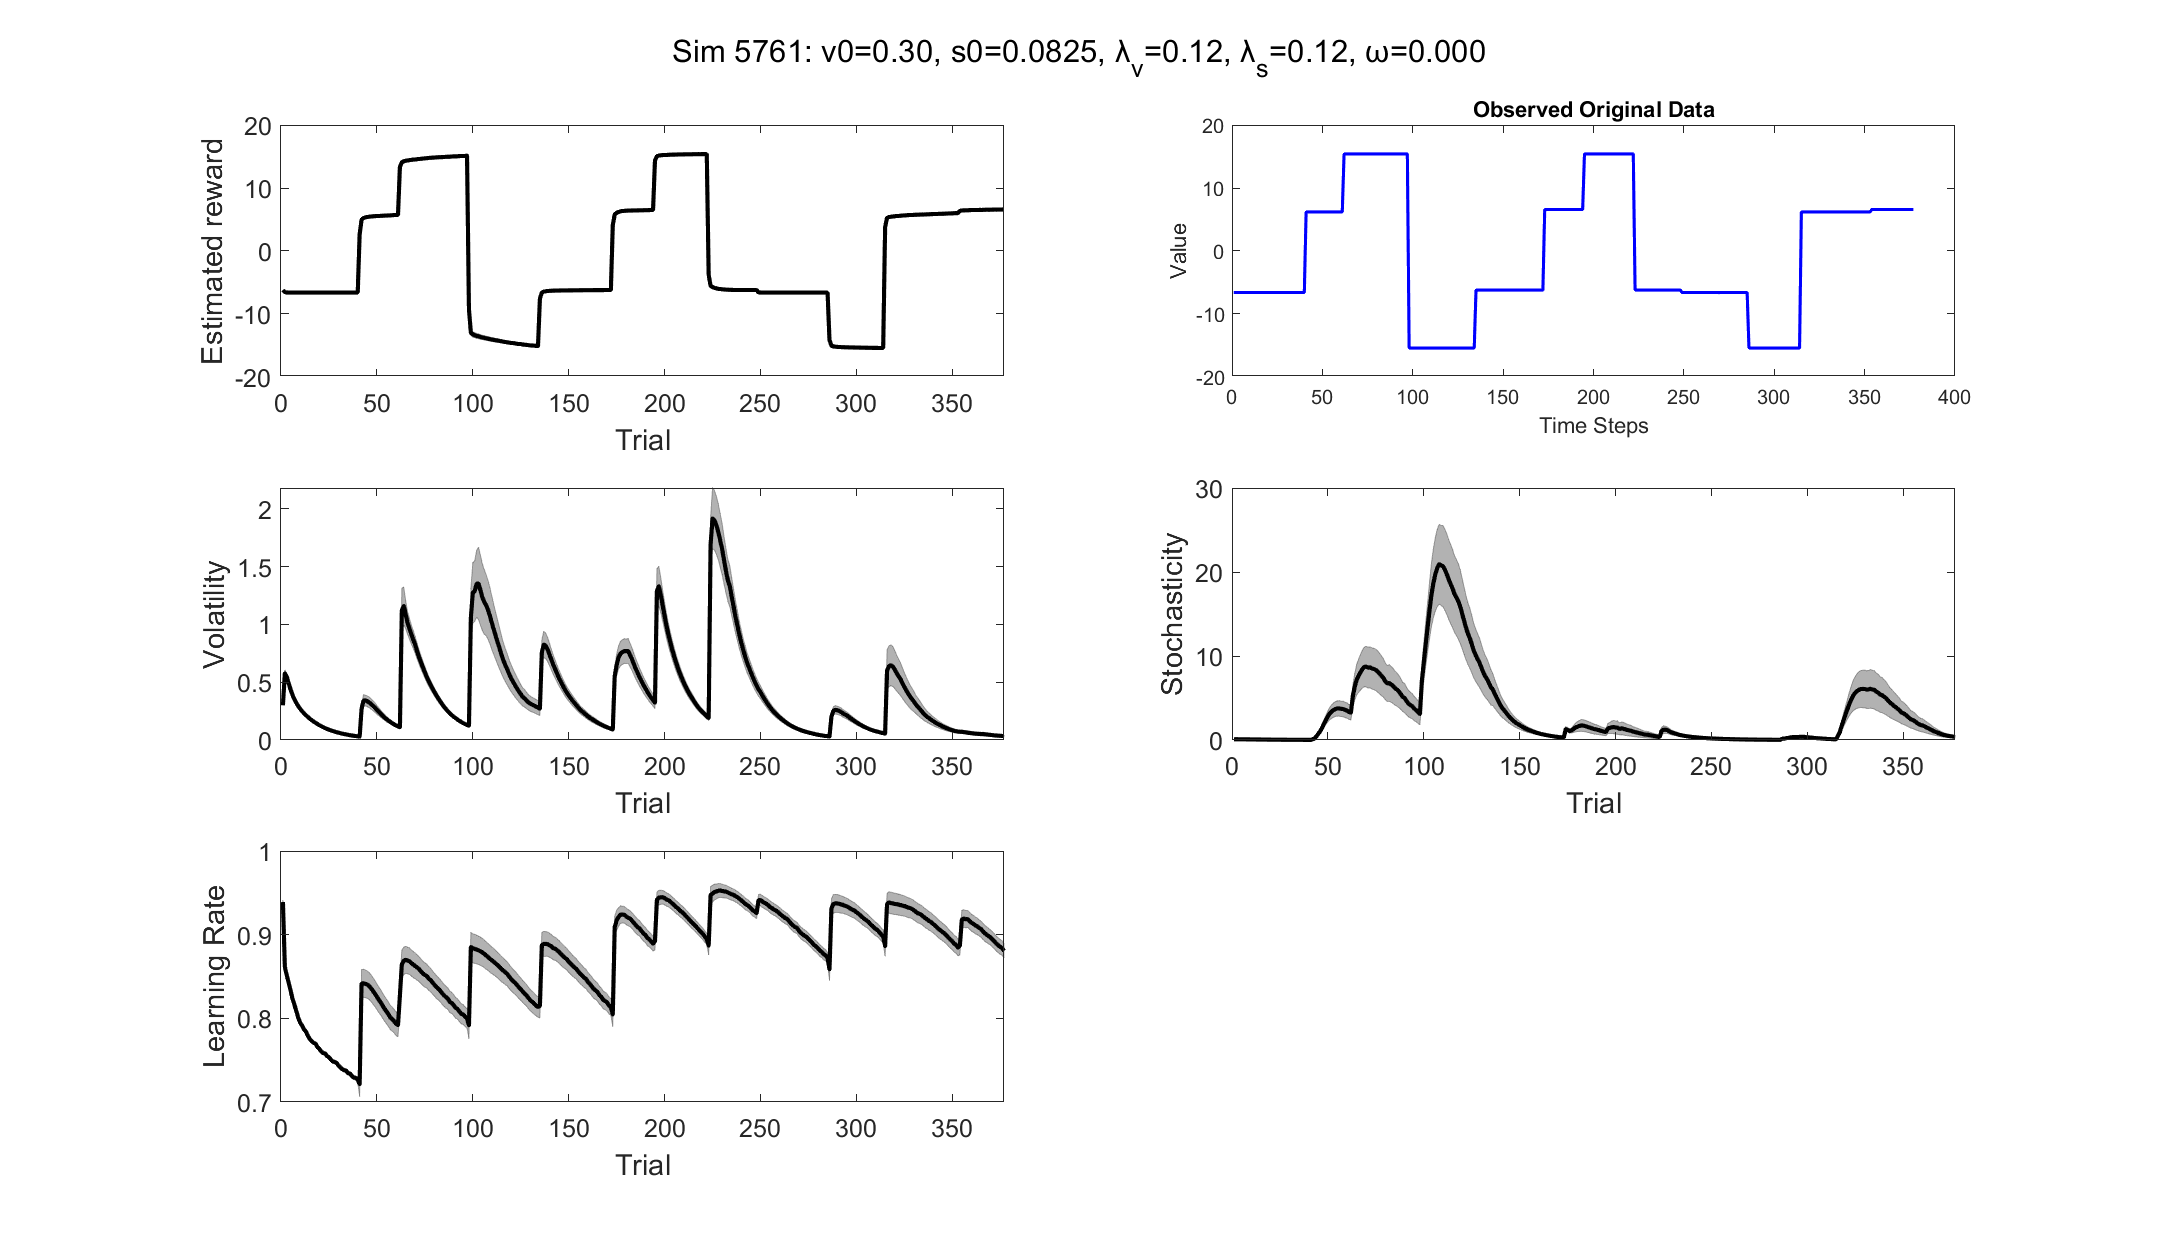 Sim 5761: v0=0.30, s0=0.0825, λv=0.12, λs=0.12, ω=0.000
Estimated reward
20
10
0
-10
-20
0 50 100 150 200 250 300 350
Trial
Observed Original Data
Value
20
10
0
-10
-20
0 50 100 150 200 250 300 350 400
Time Steps
Volatility
2
1.5
1
0.5
0
0 50 100 150 200 250 300 350
Trial
Stochasticity
30
20
10
0
0 50 100 150 200 250 300 350
Trial
Learning Rate
1
0.9
0.8
0.7
0 50 100 150 200 250 300 350
Trial